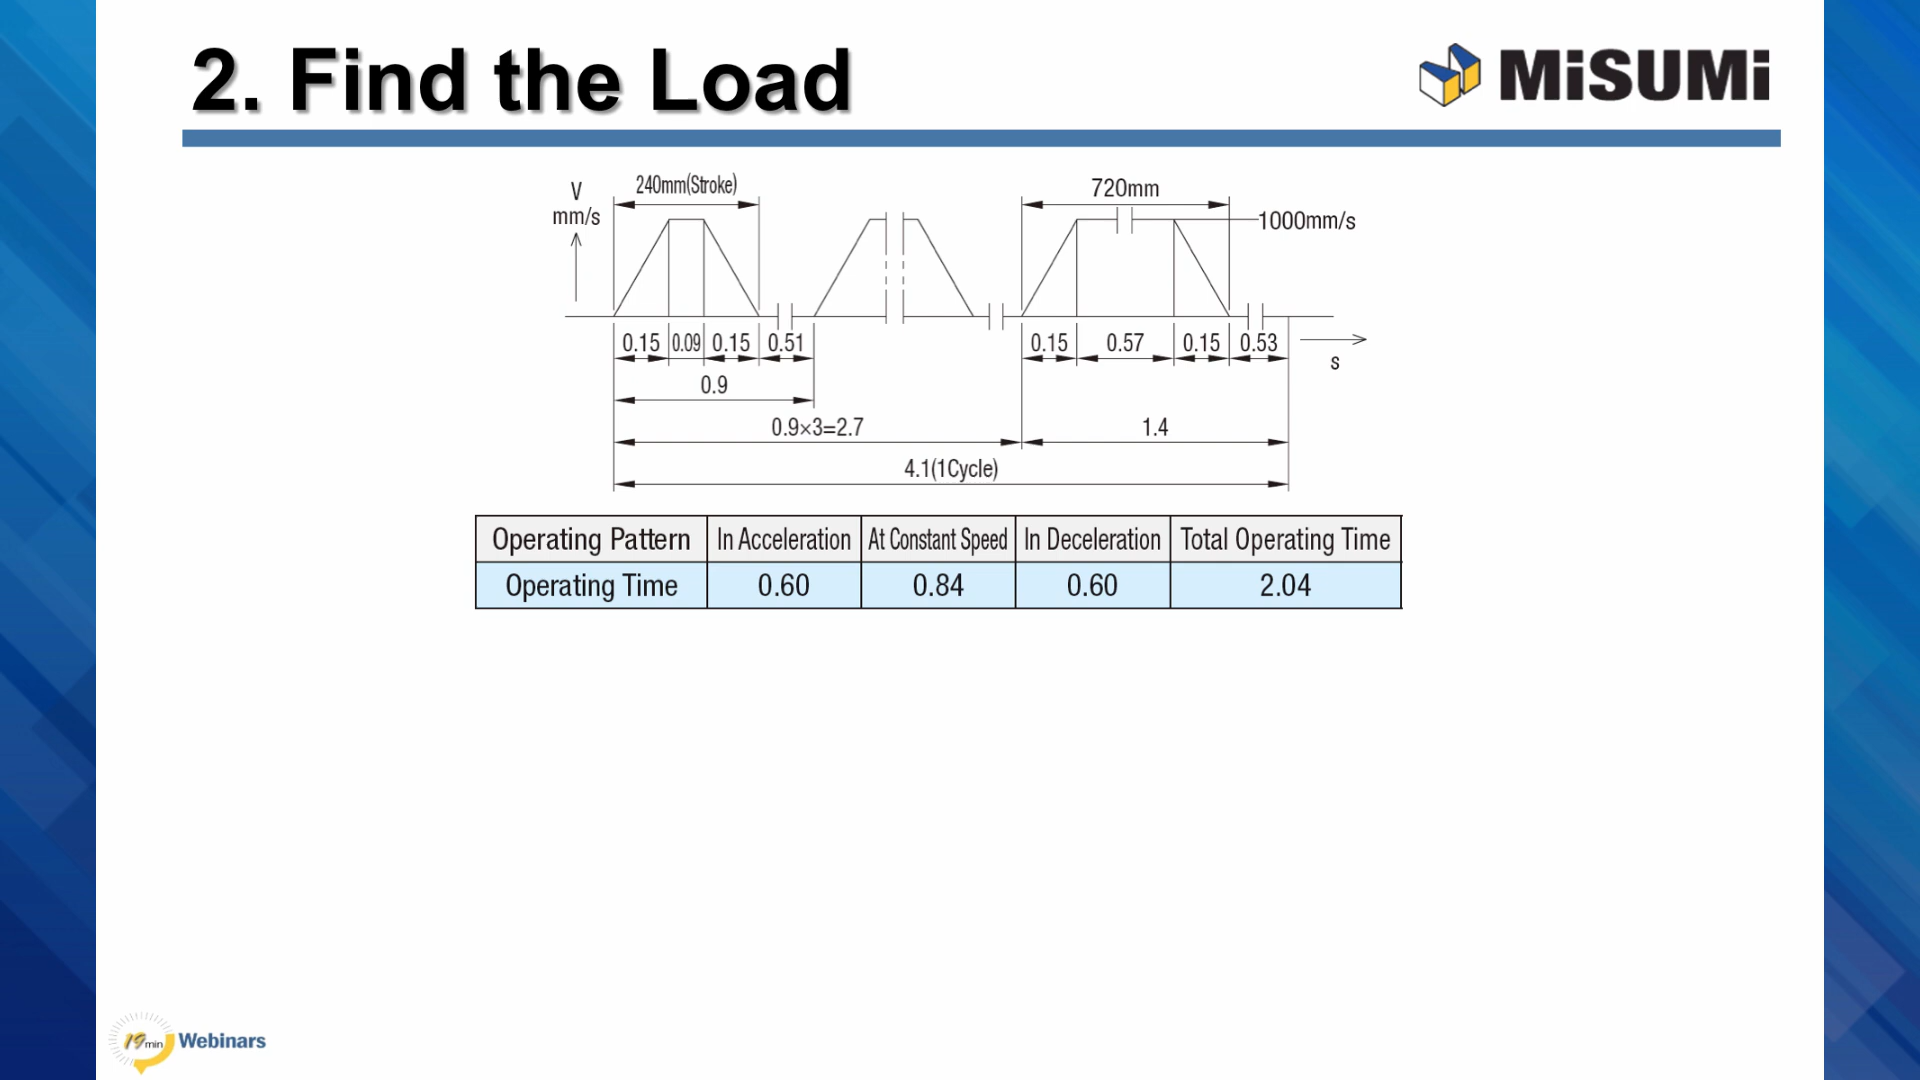 2. Find the Load
MiSUMi
V
mm/s
240mm(Stroke)
720mm
1000mm/s
0.15 0.09 0.15 0.51
0.15 0.57 0.15 0.53
s
0.9
0.9×3=2.7
1.4
4.1(1Cycle)
Operating Pattern In Acceleration At Constant Speed In Deceleration Total Operating Time
Operating Time 0.60 0.84 0.60 2.04
19min Webinars